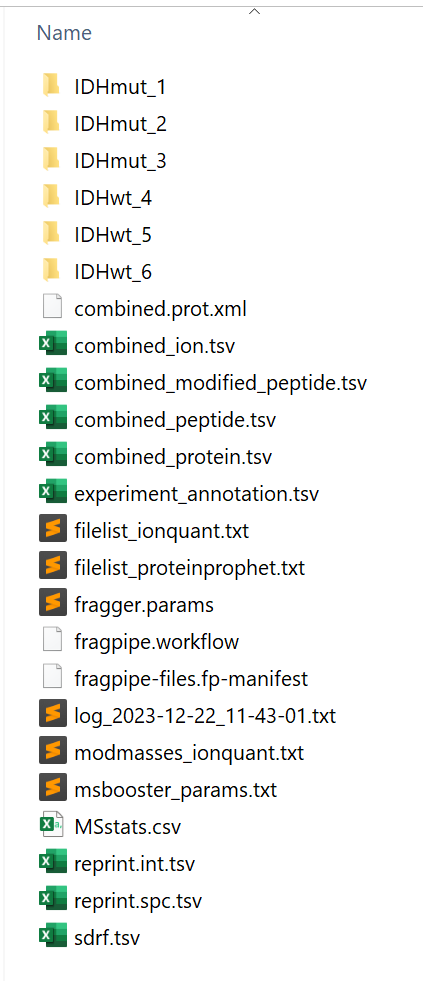 Name
IDHmut_1
IDHmut_2
IDHmut_3
IDHwt_4
IDHwt_5
IDHwt_6
combined.prot.xml
combined_ion.tsv
combined_modified_peptide.tsv
combined_peptide.tsv
combined_protein.tsv
experiment_annotation.tsv
filelist_ionquant.txt
filelist_proteinprophet.txt
fragger.params
fragpipe.workflow
fragpipe-files.fp-manifest
log_2023-12-22_11-43-01.txt
modmasses_ionquant.txt
msbooster_params.txt
MSstats.csv
reprint.int.tsv
reprint.spc.tsv
sdrf.tsv